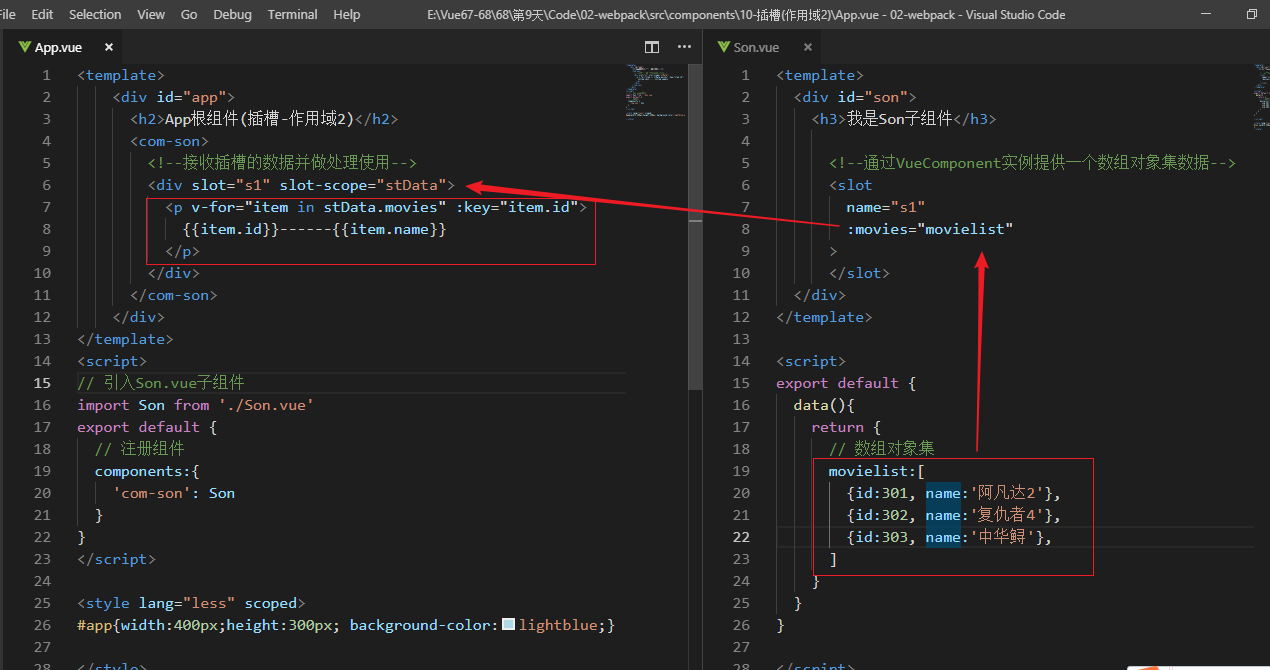 File Edit Selection View Go Debug Terminal Help E:\Vue67-68\68\第9天\Code\02-webpack\src\components\10-插槽(作用域2)\App.vue - 02-webpack - Visual Studio Code
App.vue
1 <template>
2 <div id="app">
3 <h2>App根组件(插槽-作用域2)</h2>
4 <com-son>
5 <!--接收插槽的数据并做处理使用-->
6 <div slot="s1" slot-scope="stData">
7 <p v-for="item in stData.movies" :key="item.id">
8 {{item.id}}------{{item.name}}
9 </p>
10 </div>
11 </com-son>
12 </div>
13 </template>
14 <script>
15 // 引入Son.vue子组件
16 import Son from './Son.vue'
17 export default {
18 // 注册组件
19 components:{
20 'com-son': Son
21 }
22 }
23 </script>
24
25 <style lang="less" scoped>
26 #app{width:400px;height:300px; background-color:lightblue;}
27
28 </style>
Son.vue
1 <template>
2 <div id="son">
3 <h3>我是Son子组件</h3>
4
5 <!--通过VueComponent实例提供一个数组对象集数据-->
6 <slot
7 name="s1"
8 :movies="movielist"
9 >
10 </slot>
11 </div>
12 </template>
13
14 <script>
15 export default {
16 data(){
17 return {
18 // 数组对象集
19 movielist:[
20 {id:301, name:'阿凡达2'},
21 {id:302, name:'复仇者4'},
22 {id:303, name:'中华鲟'},
23 ]
24 }
25 }
26 }
27
28 </script>